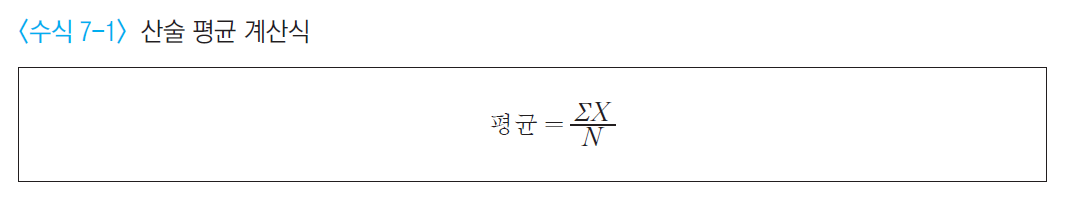 〈수식 7-1〉 산술 평균 계산식
평균 = ΣX/N